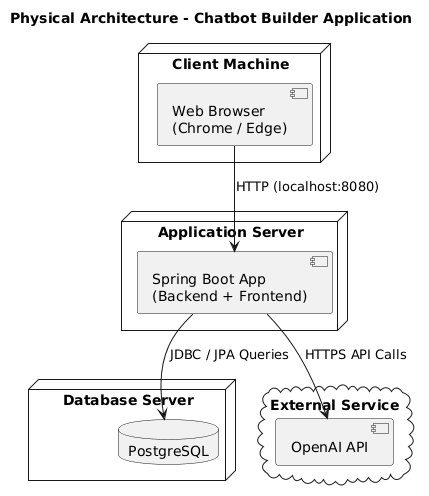 Physical Architecture - Chatbot Builder Application
Client Machine
Web Browser
(Chrome / Edge)
HTTP (localhost:8080)
Application Server
Spring Boot App
(Backend + Frontend)
JDBC / JPA Queries
HTTPS API Calls
Database Server
PostgreSQL
External Service
OpenAI API